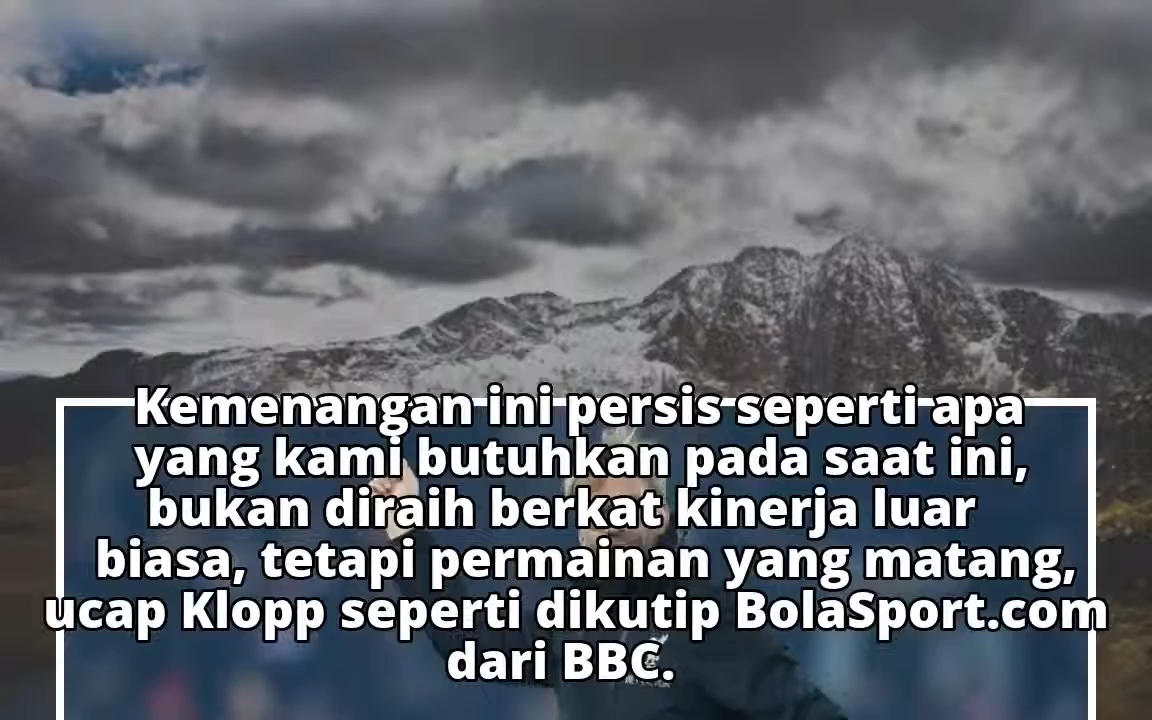 Kemenangan ini persis seperti apa
yang kami butuhkan pada saat ini,
bukan diraih berkat kinerja luar
biasa, tetapi permainan yang matang,
ucap Klopp seperti dikutip BolaSport.com
dari BBC.